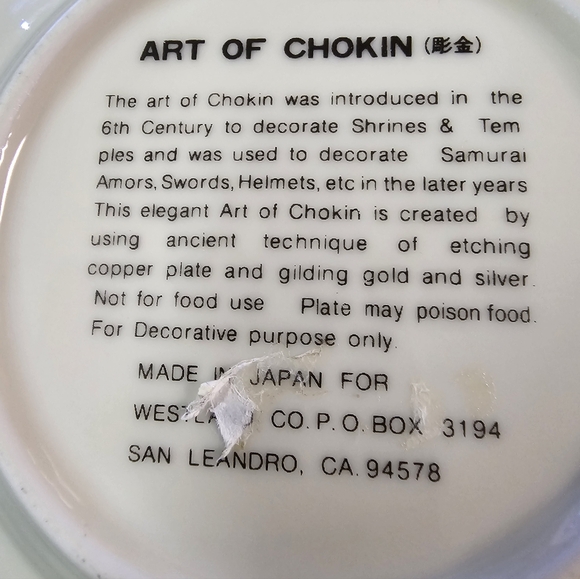 ART OF CHOKIN (彫金)
The art of Chokin was introduced in the
6th Century to decorate Shrines & Tem
ples and was used to decorate Samurai
Amors, Swords, Helmets, etc in the later years
This elegant Art of Chokin is created by
using ancient technique of etching
copper plate and gilding gold and silver.
Not for food use Plate may poison food.
For Decorative purpose only.
MADE IN JAPAN FOR
CO. P. O. BOX 3194
SAN LEANDRO, CA. 94578